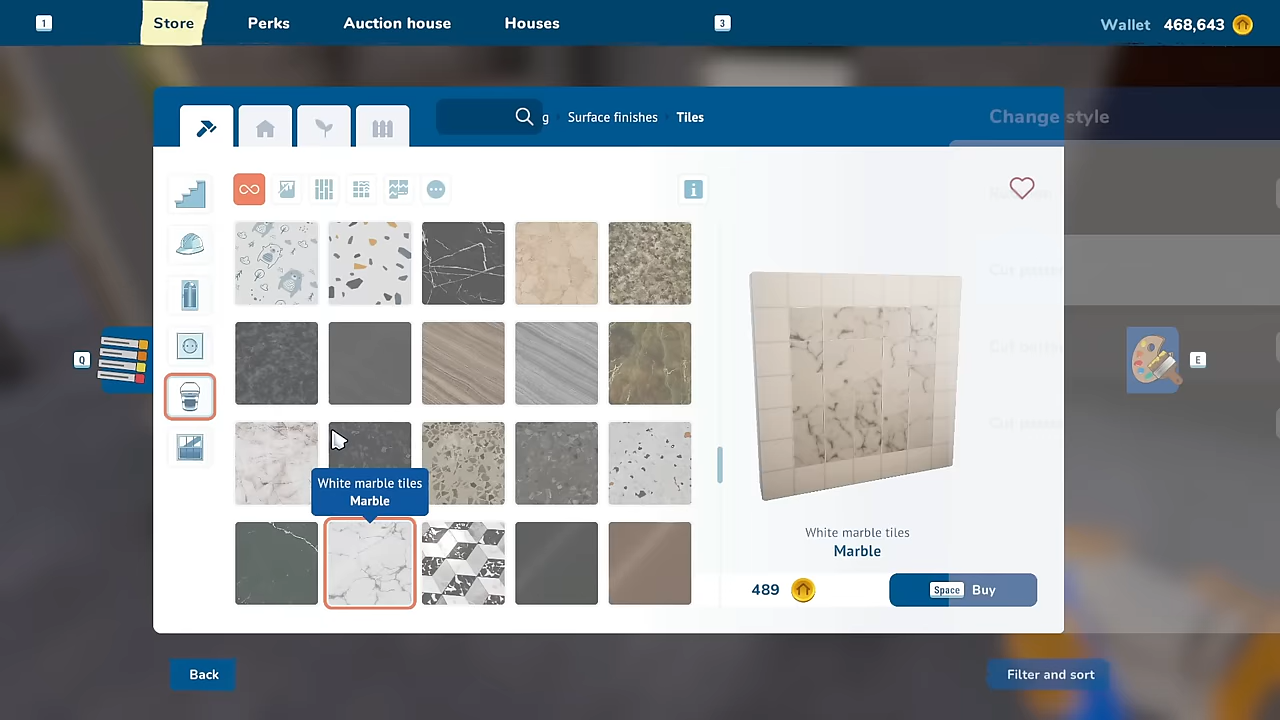 1
Store
Perks
Auction house
Houses
3
Wallet 468,643
g Surface finishes Tiles
Change style
Q
E
White marble tiles
Marble
White marble tiles
Marble
489
Space Buy
Back
Filter and sort